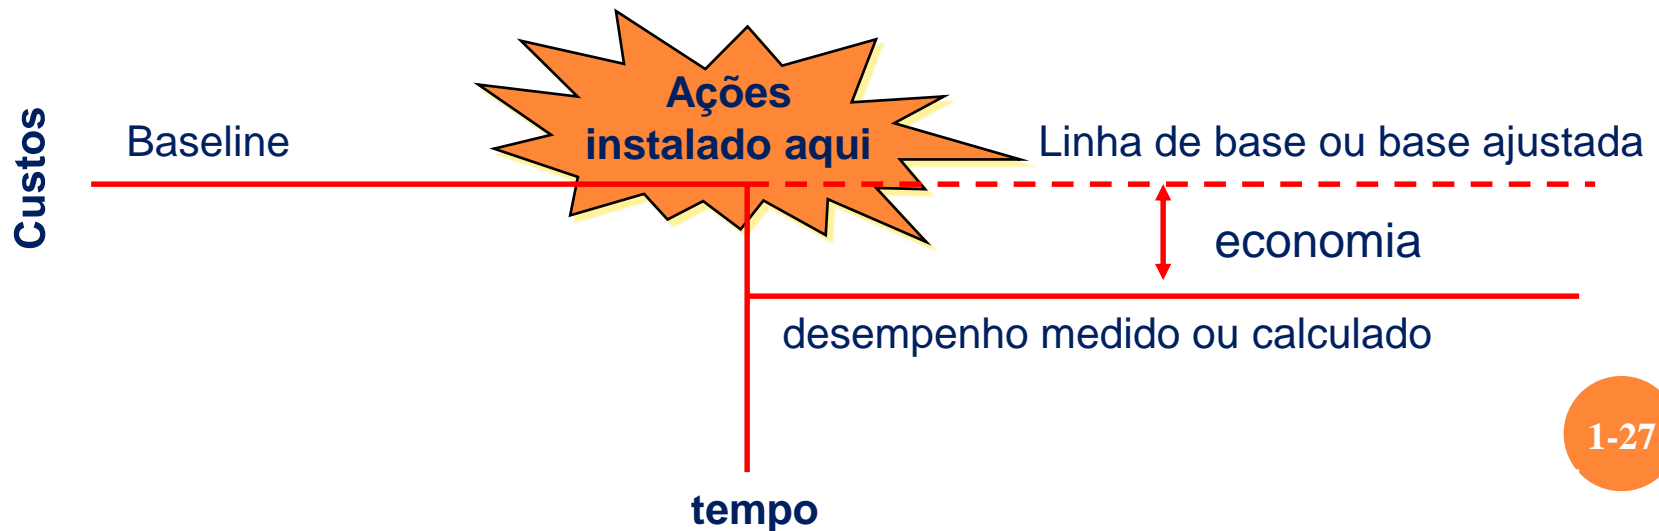 Custos
Baseline
Ações
instalado aqui
Linha de base ou base ajustada
economia
desempenho medido ou calculado
1-27
tempo